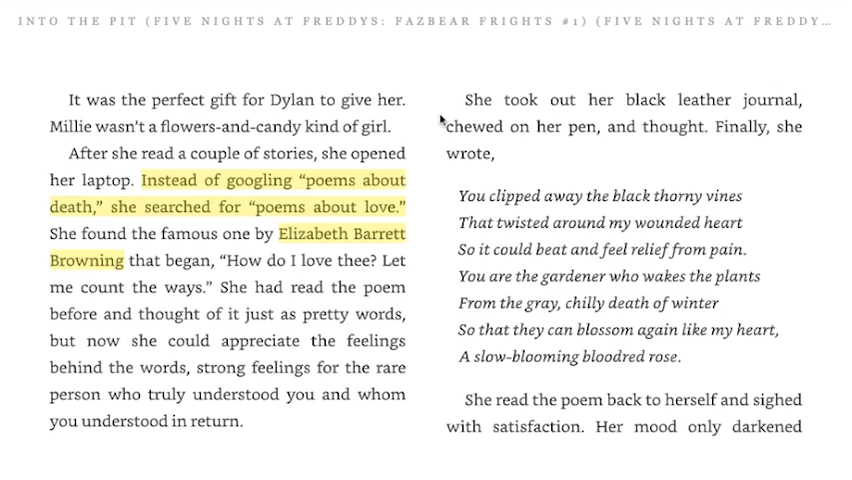 INTO THE PIT (FIVE NIGHTS AT FREDDYS: FAZBEAR FRIGHTS #1) (FIVE NIGHTS AT FREDDY…
It was the perfect gift for Dylan to give her.
Millie wasn’t a flowers-and-candy kind of girl.
After she read a couple of stories, she opened
her laptop. Instead of googling “poems about
death,” she searched for “poems about love.”
She found the famous one by Elizabeth Barrett
Browning that began, “How do I love thee? Let
me count the ways.” She had read the poem
before and thought of it just as pretty words,
but now she could appreciate the feelings
behind the words, strong feelings for the rare
person who truly understood you and whom
you understood in return.
She took out her black leather journal,
chewed on her pen, and thought. Finally, she
wrote,
You clipped away the black thorny vines
That twisted around my wounded heart
So it could beat and feel relief from pain.
You are the gardener who wakes the plants
From the gray, chilly death of winter
So that they can blossom again like my heart,
A slow-blooming bloodred rose.
She read the poem back to herself and sighed
with satisfaction. Her mood only darkened